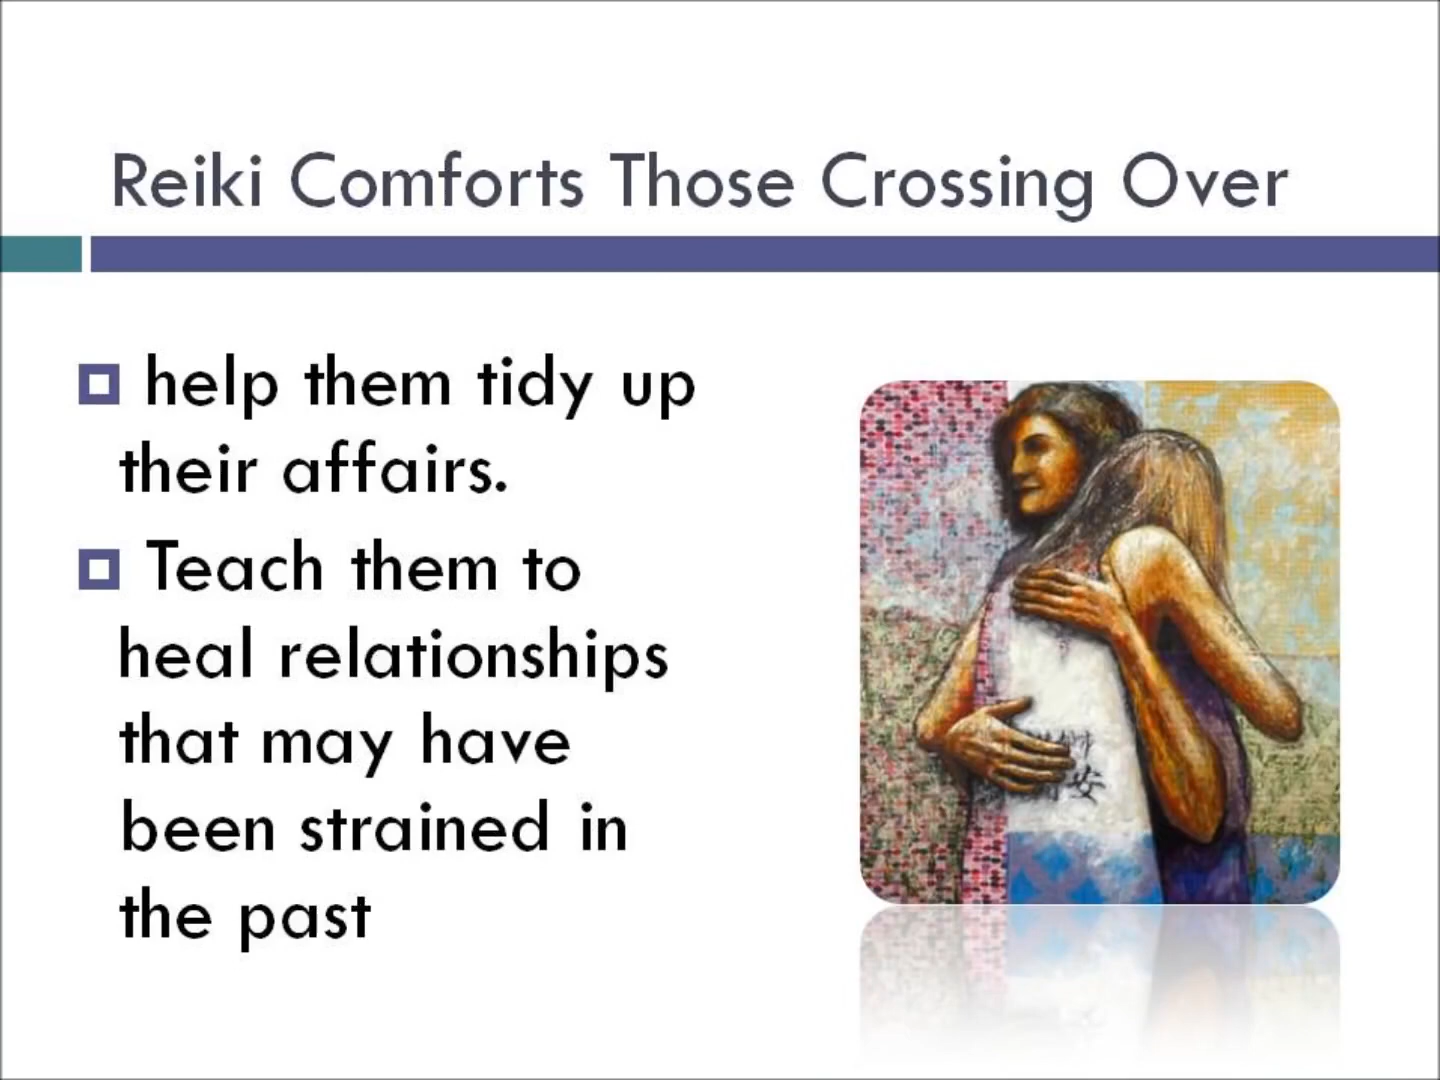 Reiki Comforts Those Crossing Over
help them tidy up
their affairs.
Teach them to
heal relationships
that may have
been strained in
the past
安